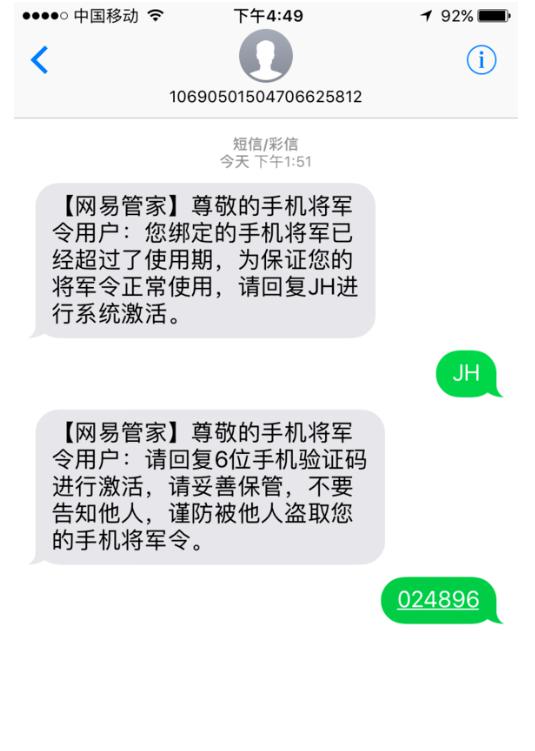 中国移动 下午4:49 92%
10690501504706625812
短信/彩信
今天 下午1:51
【网易管家】尊敬的手机将军
令用户：您绑定的手机将军已
经超过了使用期，为保证您的
将军令正常使用，请回复JH进
行系统激活。
JH
【网易管家】尊敬的手机将军
令用户：请回复6位手机验证码
进行激活，请妥善保管，不要
告知他人，谨防被他人盗取您
的手机将军令。
024896